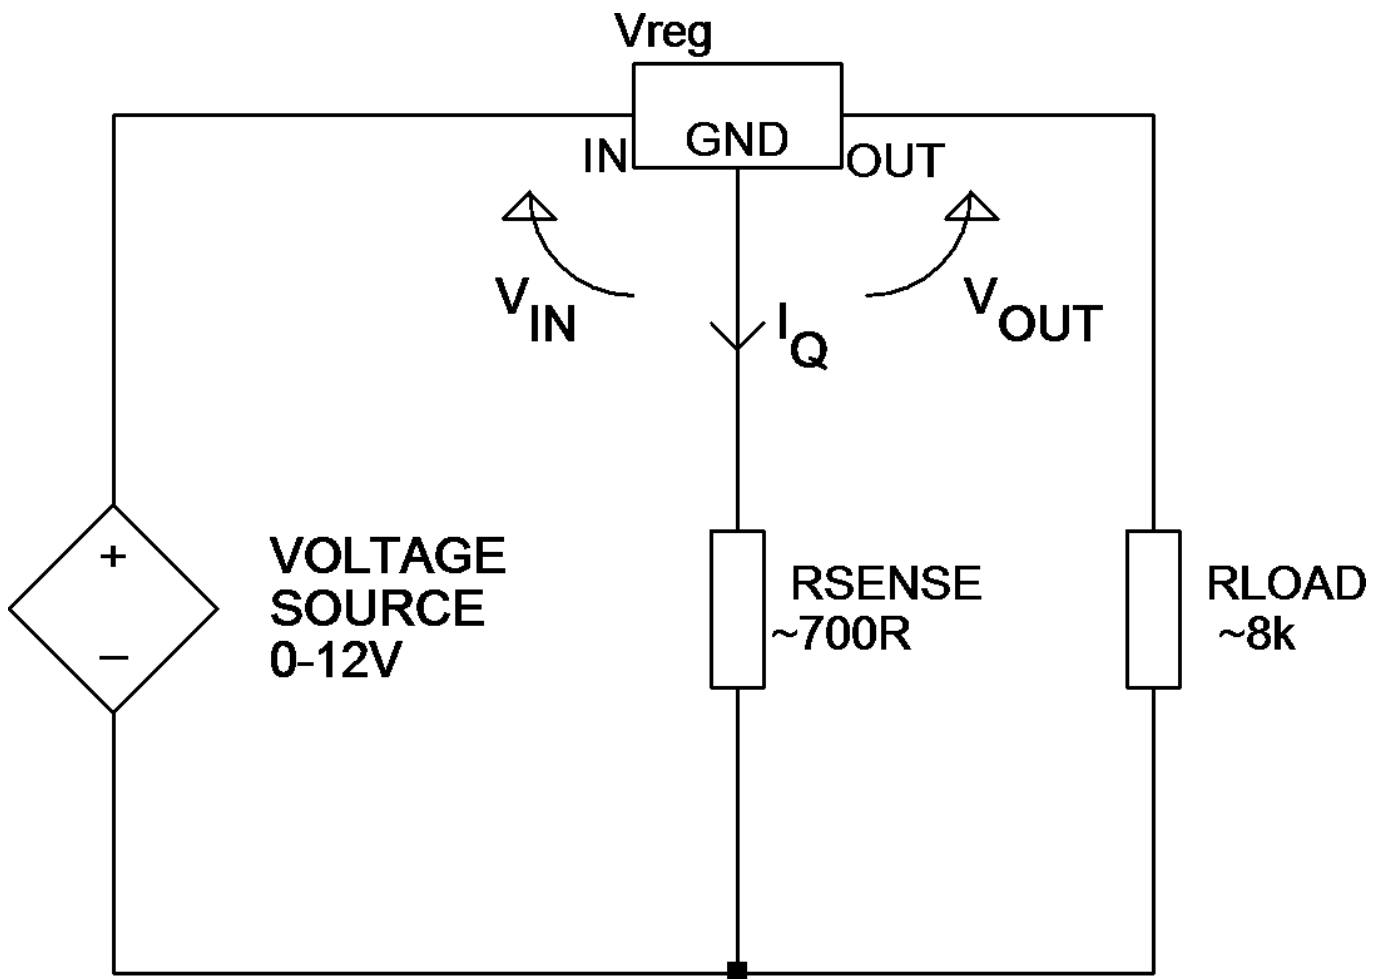 Vreg
IN
GND
OUT
VIN
IQ
VOUT
+
VOLTAGE
SOURCE
0-12V
–
RSENSE
~700R
RLOAD
~8k